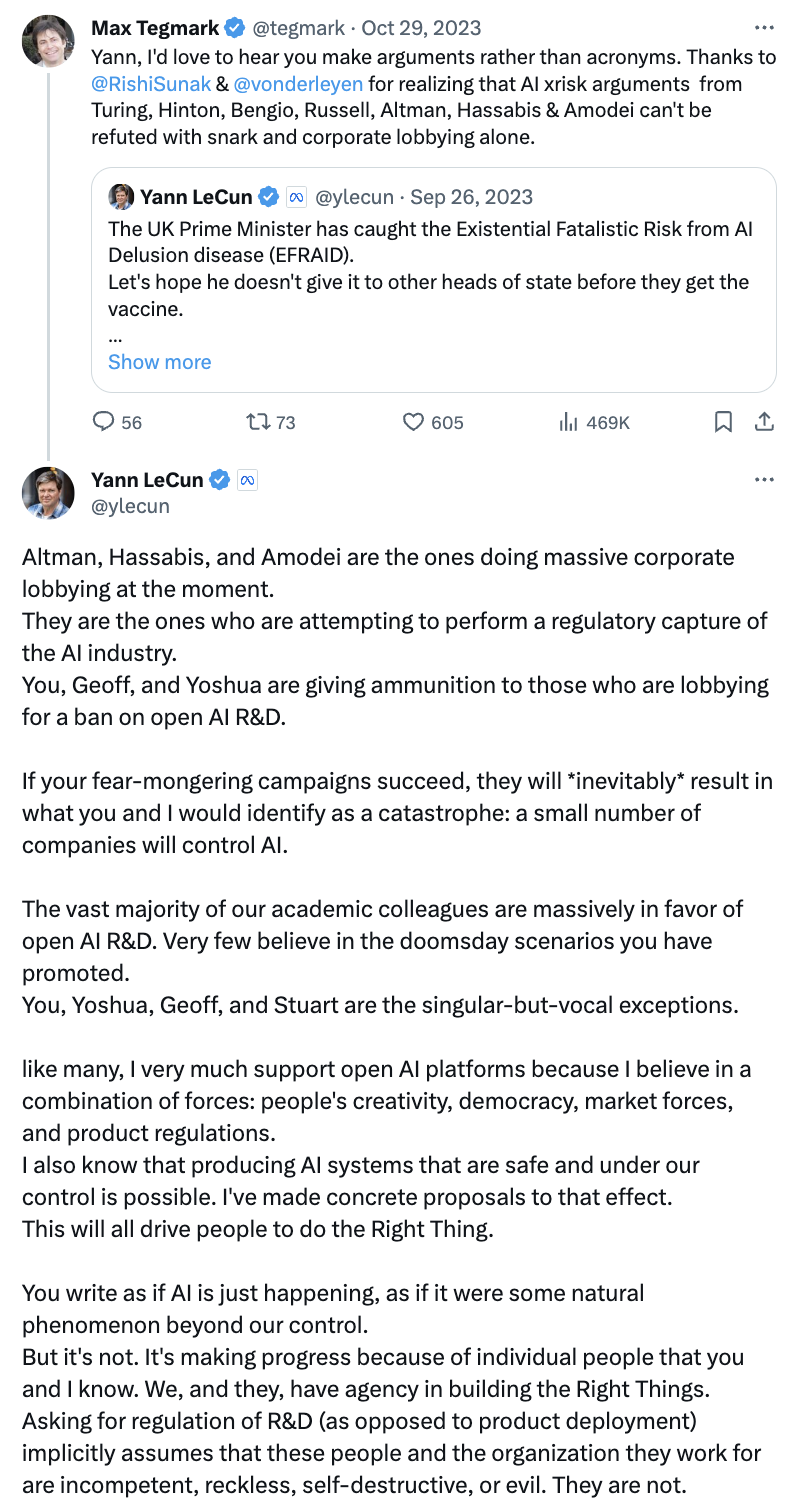 Max Tegmark @tegmark · Oct 29, 2023
Yann, I'd love to hear you make arguments rather than acronyms. Thanks to
@RishiSunak & @vonderleyen for realizing that AI xrisk arguments from
Turing, Hinton, Bengio, Russell, Altman, Hassabis & Amodei can't be
refuted with snark and corporate lobbying alone.
Yann LeCun @ylecun · Sep 26, 2023
The UK Prime Minister has caught the Existential Fatalistic Risk from AI
Delusion disease (EFRAID).
Let's hope he doesn't give it to other heads of state before they get the
vaccine.
...
Show more
56 73 605 469K
Yann LeCun
@ylecun
Altman, Hassabis, and Amodei are the ones doing massive corporate
lobbying at the moment.
They are the ones who are attempting to perform a regulatory capture of
the AI industry.
You, Geoff, and Yoshua are giving ammunition to those who are lobbying
for a ban on open AI R&D.
If your fear-mongering campaigns succeed, they will *inevitably* result in
what you and I would identify as a catastrophe: a small number of
companies will control AI.
The vast majority of our academic colleagues are massively in favor of
open AI R&D. Very few believe in the doomsday scenarios you have
promoted.
You, Yoshua, Geoff, and Stuart are the singular-but-vocal exceptions.
like many, I very much support open AI platforms because I believe in a
combination of forces: people's creativity, democracy, market forces,
and product regulations.
I also know that producing AI systems that are safe and under our
control is possible. I've made concrete proposals to that effect.
This will all drive people to do the Right Thing.
You write as if AI is just happening, as if it were some natural
phenomenon beyond our control.
But it's not. It's making progress because of individual people that you
and I know. We, and they, have agency in building the Right Things.
Asking for regulation of R&D (as opposed to product deployment)
implicitly assumes that these people and the organization they work for
are incompetent, reckless, self-destructive, or evil. They are not.